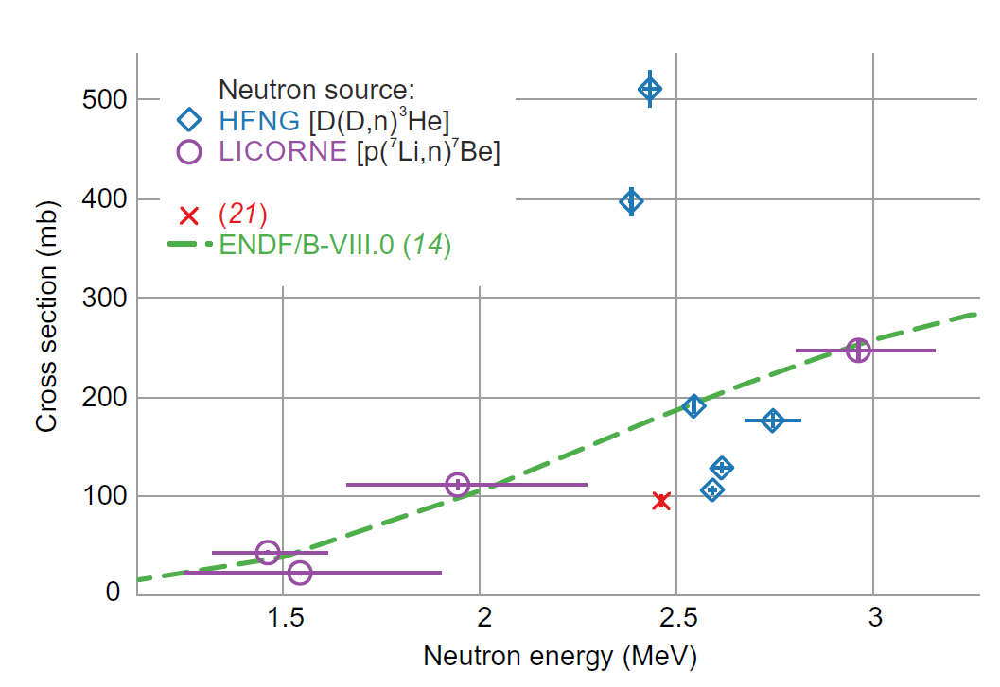 Neutron source:
HFNG [D(D,n)³He]
LICORNE [p(⁷Li,n)⁷Be]
(21)
ENDF/B-VIII.0 (14)
Cross section (mb)
500
400
300
200
100
0
1.5 2 2.5 3
Neutron energy (MeV)